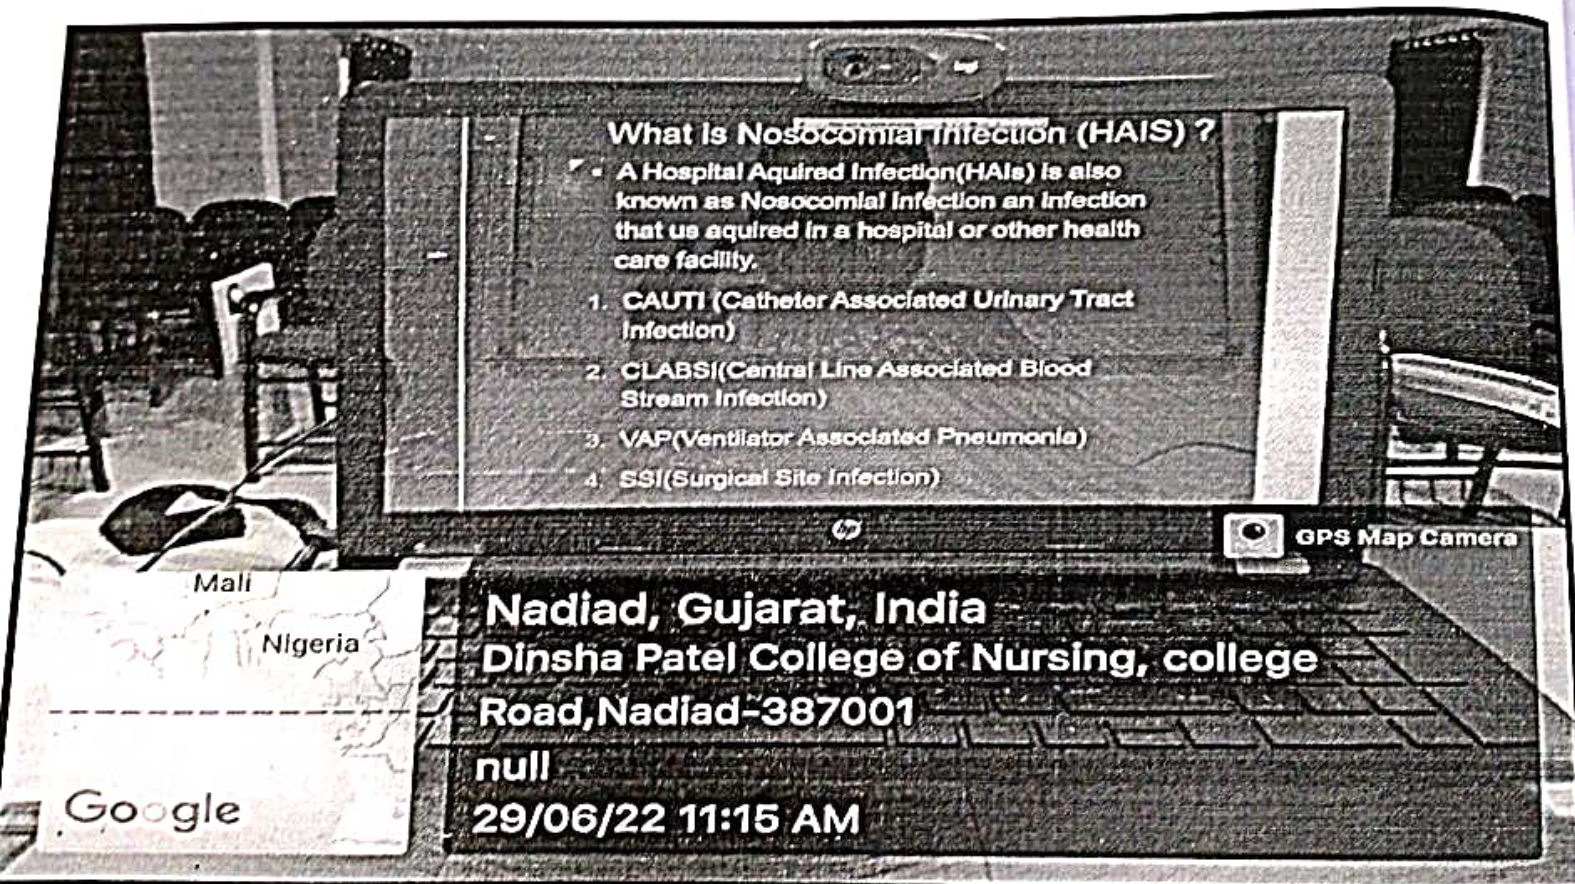 logi
What is Nosocomial Infection (HAIS) ?
▪ A Hospital Aquired Infection(HAIs) is also
known as Nosocomial Infection an infection
that us aquired in a hospital or other health
care facility.
1. CAUTI (Catheter Associated Urinary Tract
Infection)
2. CLABSI(Central Line Associated Blood
Stream Infection)
3. VAP(Ventilator Associated Pneumonia)
4. SSI(Surgical Site Infection)
hp
GPS Map Camera
Mali
Nigeria
Google
Nadiad, Gujarat, India
Dinsha Patel College of Nursing, college
Road,Nadiad-387001
null
29/06/22 11:15 AM